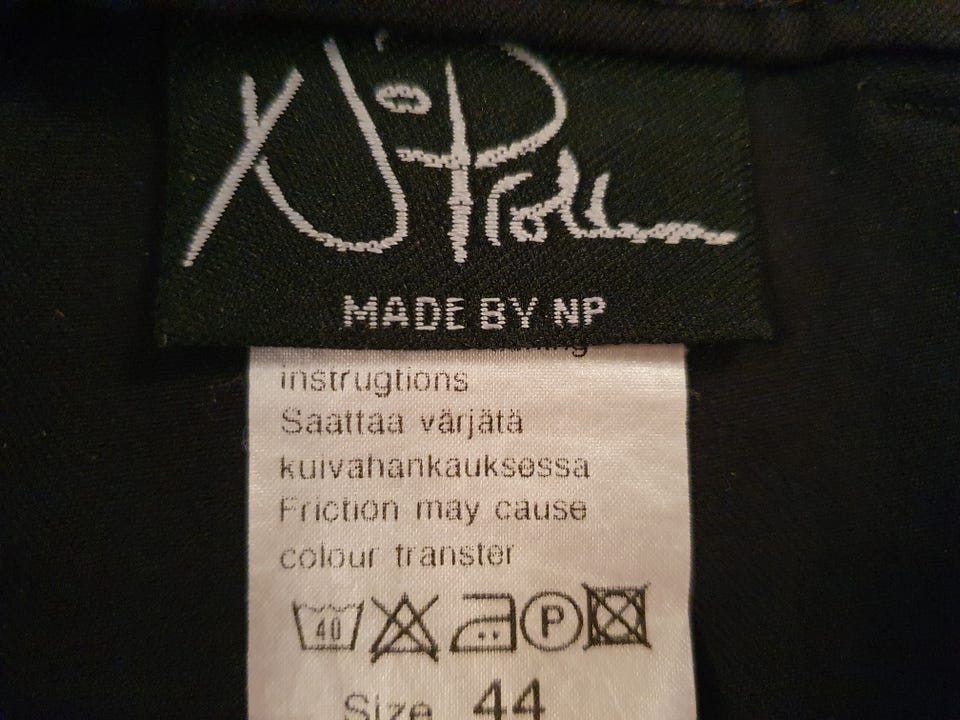 MADE BY NP
instrugtions
Saattaa värjätä
kuivahankauksessa
Friction may cause
colour transter
40
P
Size 44